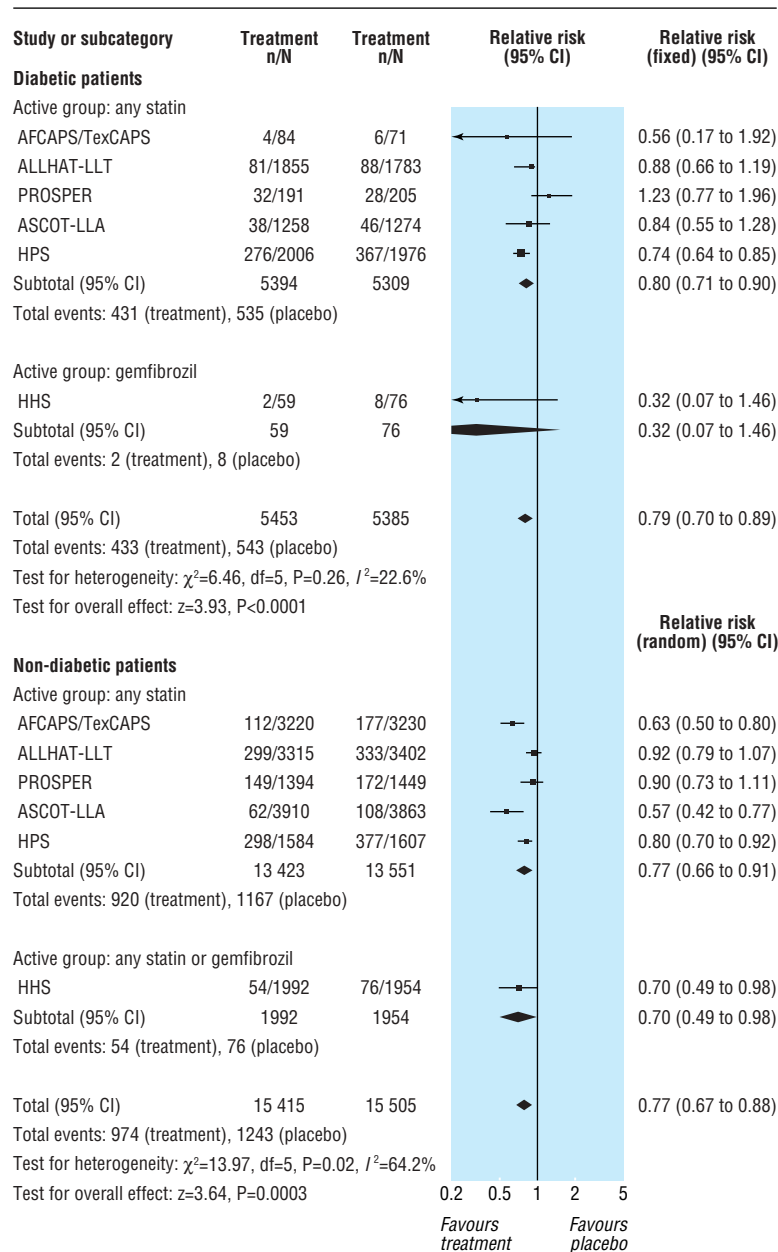 Study or subcategory Treatment n/N Treatment n/N Relative risk (95% CI) Relative risk (fixed) (95% CI)
Diabetic patients
Active group: any statin
AFCAPS/TexCAPS 4/84 6/71 0.56 (0.17 to 1.92)
ALLHAT-LLT 81/1855 88/1783 0.88 (0.66 to 1.19)
PROSPER 32/191 28/205 1.23 (0.77 to 1.96)
ASCOT-LLA 38/1258 46/1274 0.84 (0.55 to 1.28)
HPS 276/2006 367/1976 0.74 (0.64 to 0.85)
Subtotal (95% CI) 5394 5309 0.80 (0.71 to 0.90)
Total events: 431 (treatment), 535 (placebo)
Active group: gemfibrozil
HHS 2/59 8/76 0.32 (0.07 to 1.46)
Subtotal (95% CI) 59 76 0.32 (0.07 to 1.46)
Total events: 2 (treatment), 8 (placebo)
Total (95% CI) 5453 5385 0.79 (0.70 to 0.89)
Total events: 433 (treatment), 543 (placebo)
Test for heterogeneity: χ²=6.46, df=5, P=0.26, I²=22.6%
Test for overall effect: z=3.93, P<0.0001
Relative risk (random) (95% CI)
Non-diabetic patients
Active group: any statin
AFCAPS/TexCAPS 112/3220 177/3230 0.63 (0.50 to 0.80)
ALLHAT-LLT 299/3315 333/3402 0.92 (0.79 to 1.07)
PROSPER 149/1394 172/1449 0.90 (0.73 to 1.11)
ASCOT-LLA 62/3910 108/3863 0.57 (0.42 to 0.77)
HPS 298/1584 377/1607 0.80 (0.70 to 0.92)
Subtotal (95% CI) 13 423 13 551 0.77 (0.66 to 0.91)
Total events: 920 (treatment), 1167 (placebo)
Active group: any statin or gemfibrozil
HHS 54/1992 76/1954 0.70 (0.49 to 0.98)
Subtotal (95% CI) 1992 1954 0.70 (0.49 to 0.98)
Total events: 54 (treatment), 76 (placebo)
Total (95% CI) 15 415 15 505 0.77 (0.67 to 0.88)
Total events: 974 (treatment), 1243 (placebo)
Test for heterogeneity: χ²=13.97, df=5, P=0.02, I²=64.2%
Test for overall effect: z=3.64, P=0.0003
0.2 0.5 1 2 5
Favours treatment Favours placebo